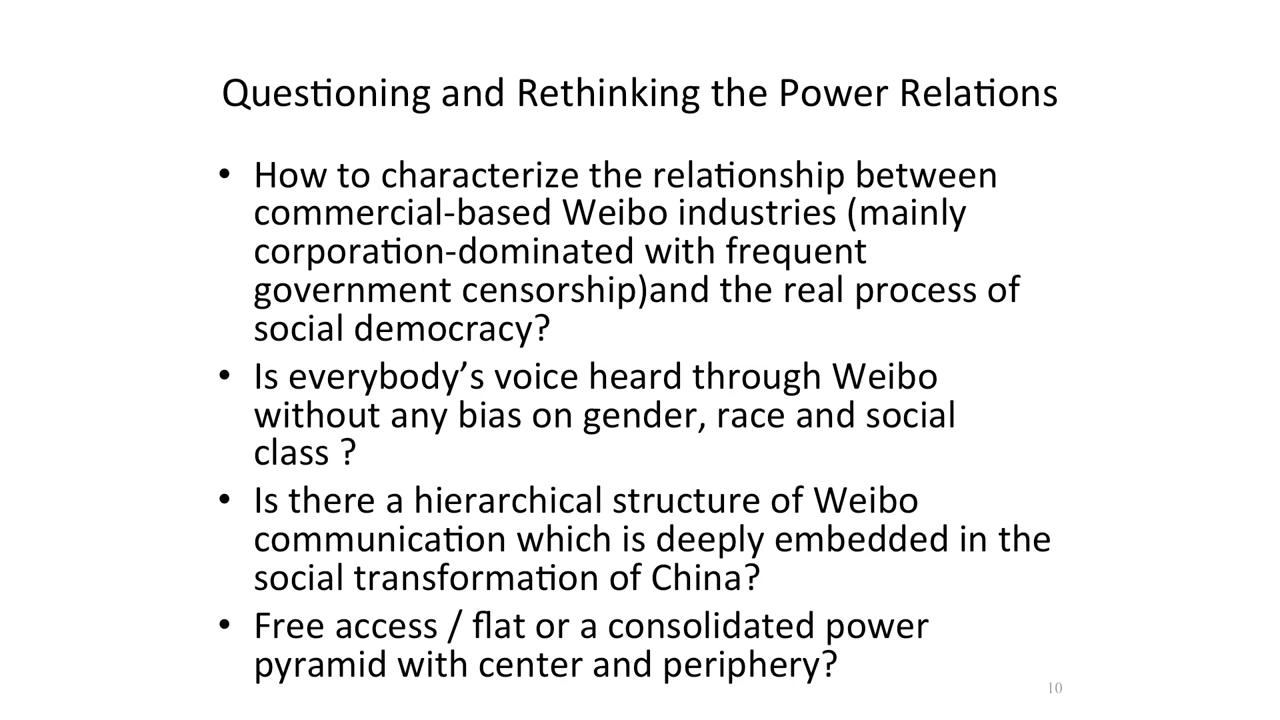 Questioning and Rethinking the Power Relations
• How to characterize the relationship between
commercial-based Weibo industries (mainly
corporation-dominated with frequent
government censorship)and the real process of
social democracy?
• Is everybody’s voice heard through Weibo
without any bias on gender, race and social
class ?
• Is there a hierarchical structure of Weibo
communication which is deeply embedded in the
social transformation of China?
• Free access / flat or a consolidated power
pyramid with center and periphery?
10